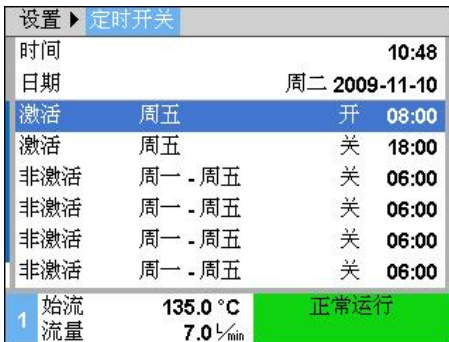 设置 ▶ 定时开关
时间 10:48
日期 周二 2009-11-10
激活 周五 开 08:00
激活 周五 关 18:00
非激活 周一 - 周五 关 06:00
非激活 周一 - 周五 关 06:00
非激活 周一 - 周五 关 06:00
非激活 周一 - 周五 关 06:00
1 始流 135.0 °C 正常运行
流量 7.0 L/min